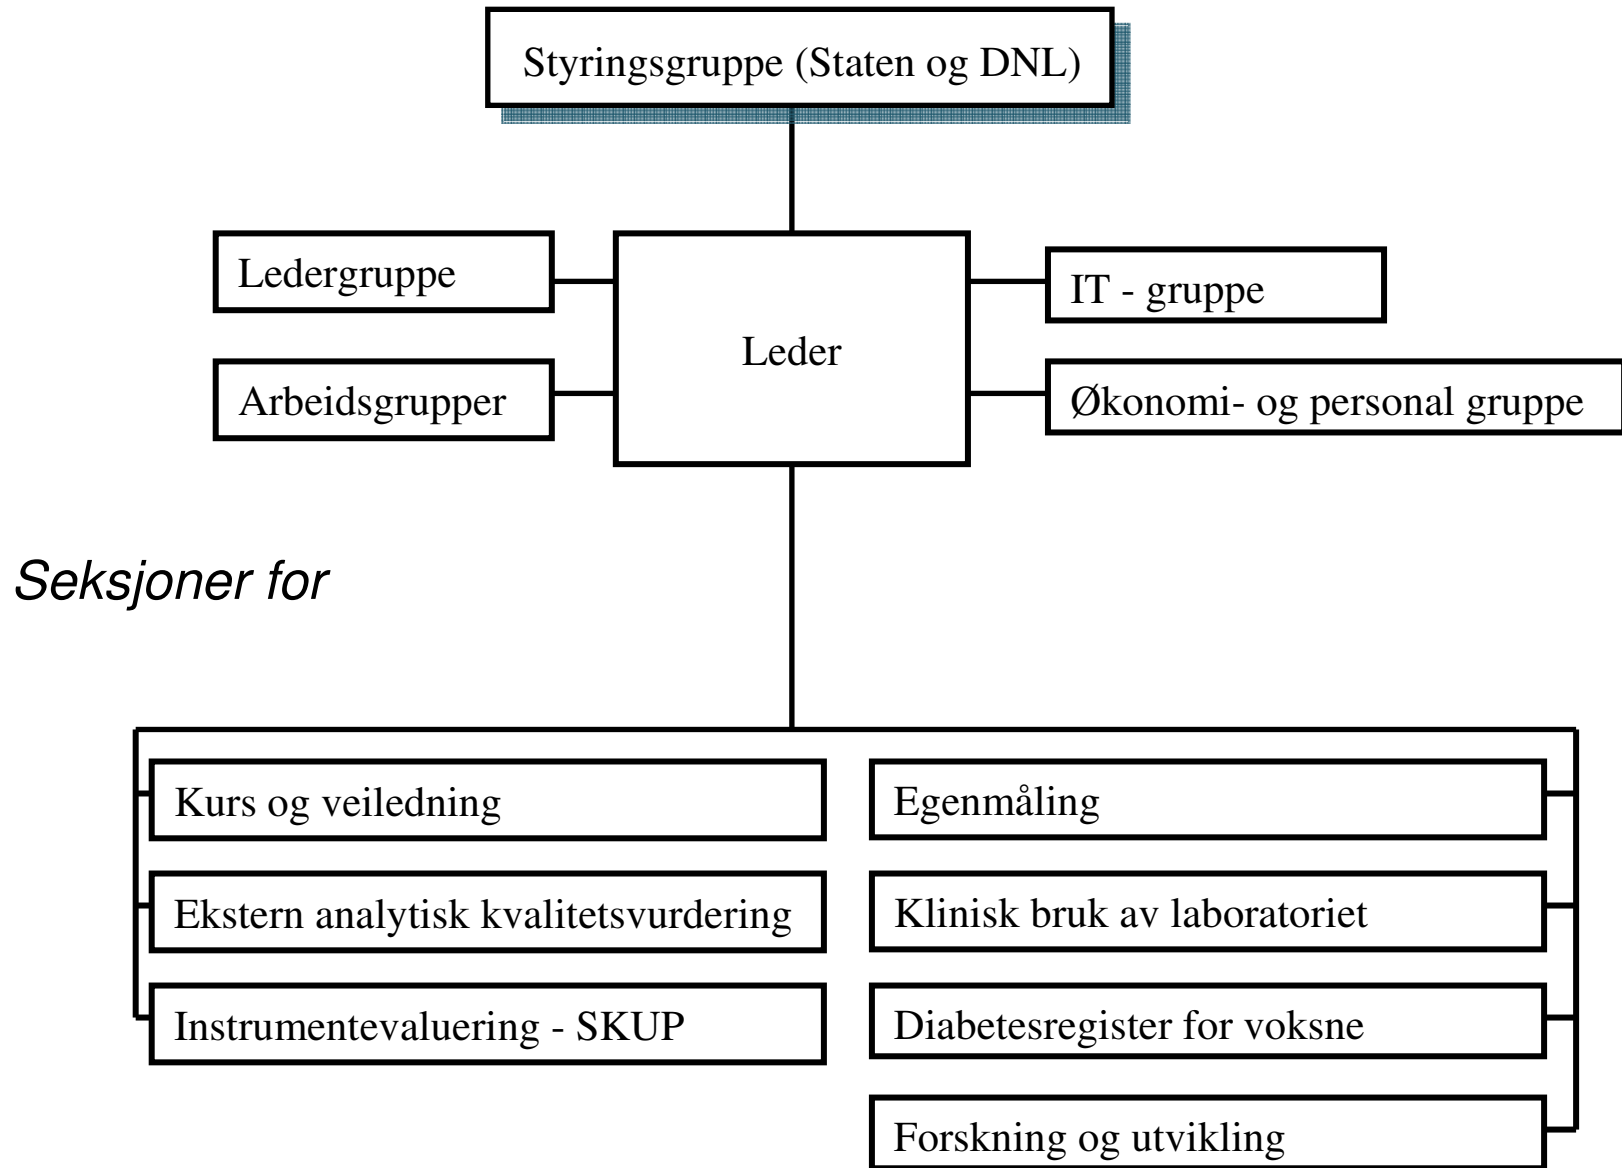 Styringsgruppe (Staten og DNL)
Ledergruppe
Arbeidsgrupper
Leder
IT - gruppe
Økonomi- og personal gruppe
Seksjoner for
Kurs og veiledning
Ekstern analytisk kvalitetsvurdering
Instrumentevaluering - SKUP
Egenmåling
Klinisk bruk av laboratoriet
Diabetesregister for voksne
Forskning og utvikling